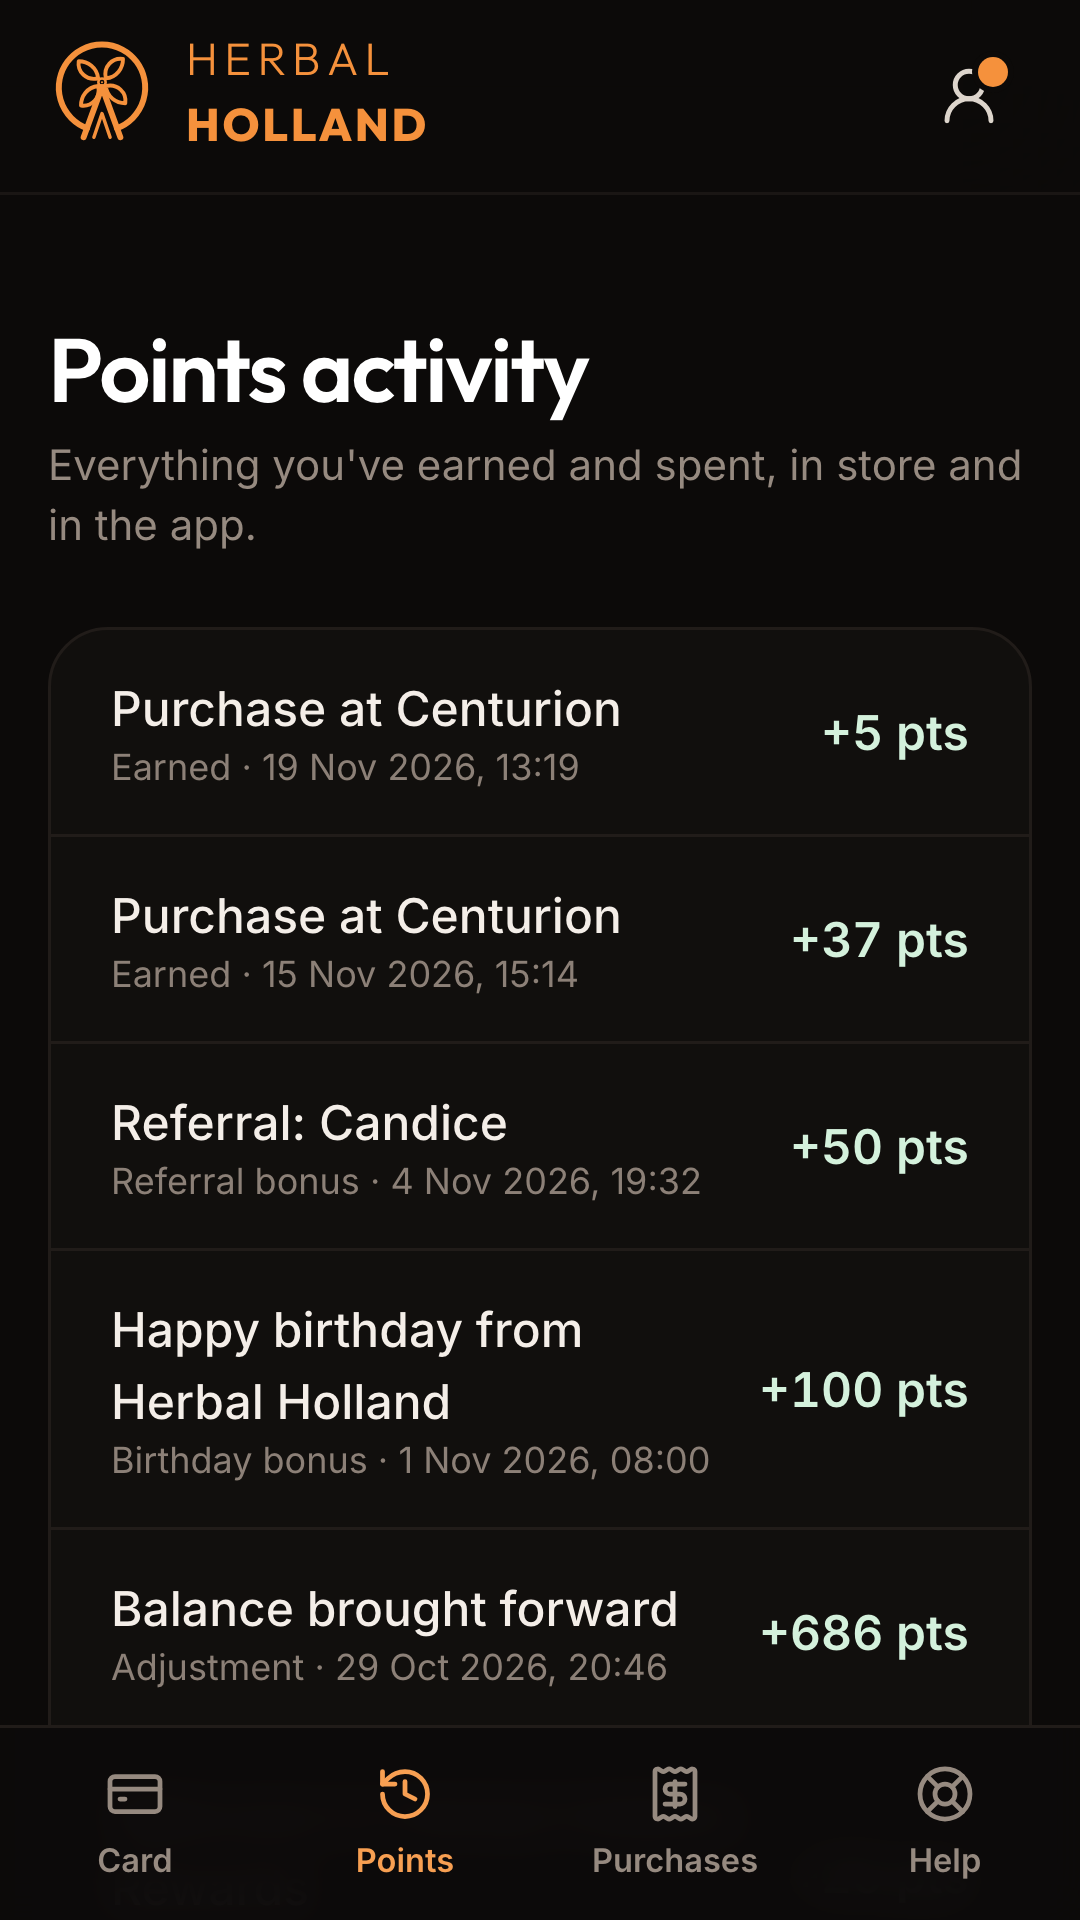 HERBAL
HOLLAND
Points activity
Everything you've earned and spent, in store and
in the app.
Purchase at Centurion
Earned · 19 Nov 2026, 13:19
+5 pts
Purchase at Centurion
Earned · 15 Nov 2026, 15:14
+37 pts
Referral: Candice
Referral bonus · 4 Nov 2026, 19:32
+50 pts
Happy birthday from
Herbal Holland
Birthday bonus · 1 Nov 2026, 08:00
+100 pts
Balance brought forward
Adjustment · 29 Oct 2026, 20:46
+686 pts
Card
Points
Purchases
Help